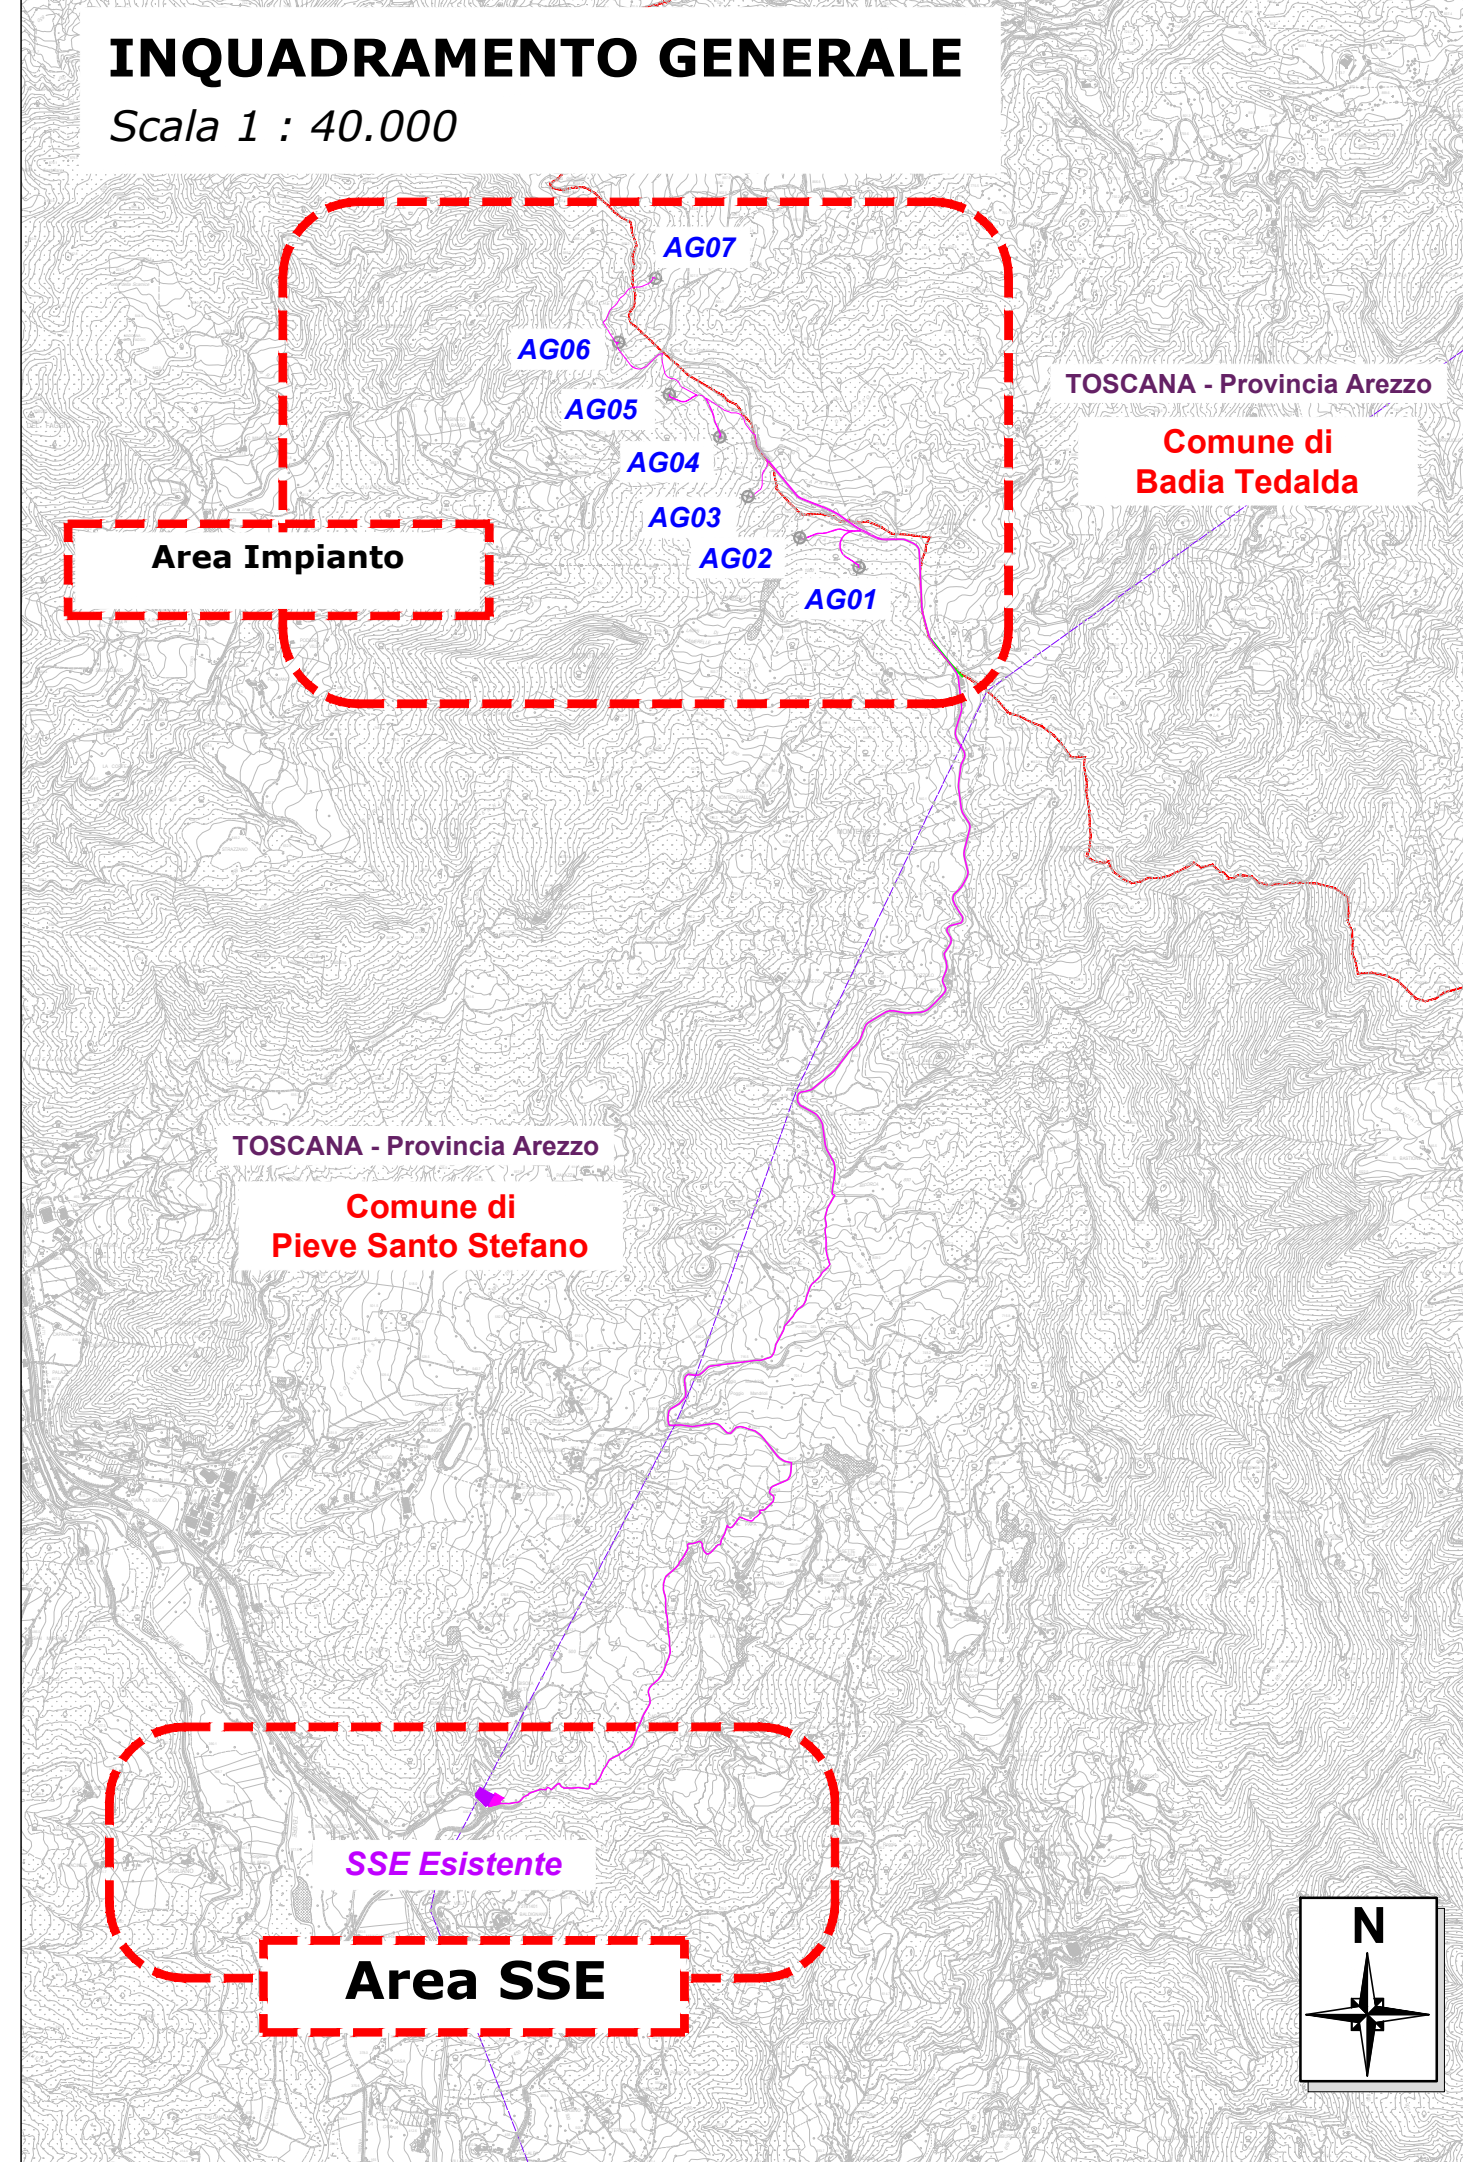 INQUADRAMENTO GENERALE
Scala 1 : 40.000
AG07
AG06
AG05
AG04
AG03
AG02
AG01
TOSCANA - Provincia Arezzo
Comune di
Badia Tedalda
Area Impianto
TOSCANA - Provincia Arezzo
Comune di
Pieve Santo Stefano
SSE Esistente
Area SSE
N